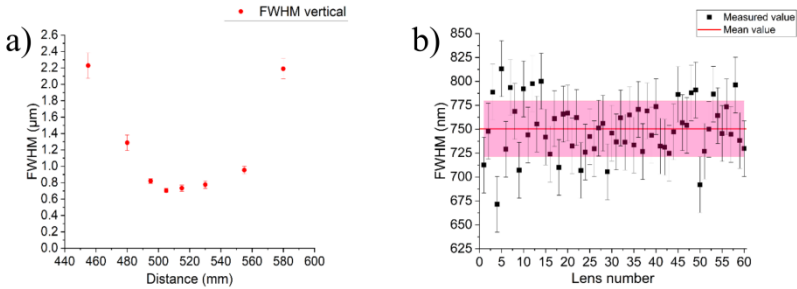 a)
FWHM vertical
2.6
2.4
2.2
2.0
1.8
1.6
1.4
1.2
1.0
0.8
0.6
0.4
0.2
0.0
FWHM (µm)
440 460 480 500 520 540 560 580 600
Distance (mm)
b)
Measured value
Mean value
850
825
800
775
750
725
700
675
650
625
FWHM (nm)
0 5 10 15 20 25 30 35 40 45 50 55 60
Lens number